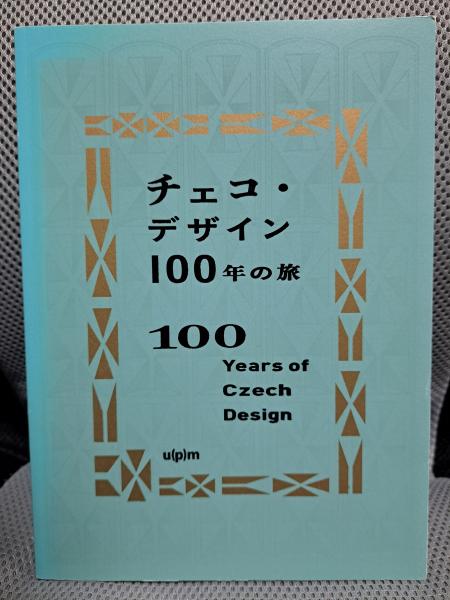 チェコ・
デザイン
100年の旅
100
Years of
Czech
Design
u(p)m